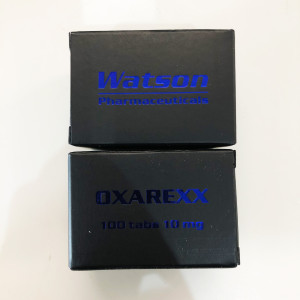 Watson
Pharmaceuticals
OXAREXX
100 tabs 10 mg